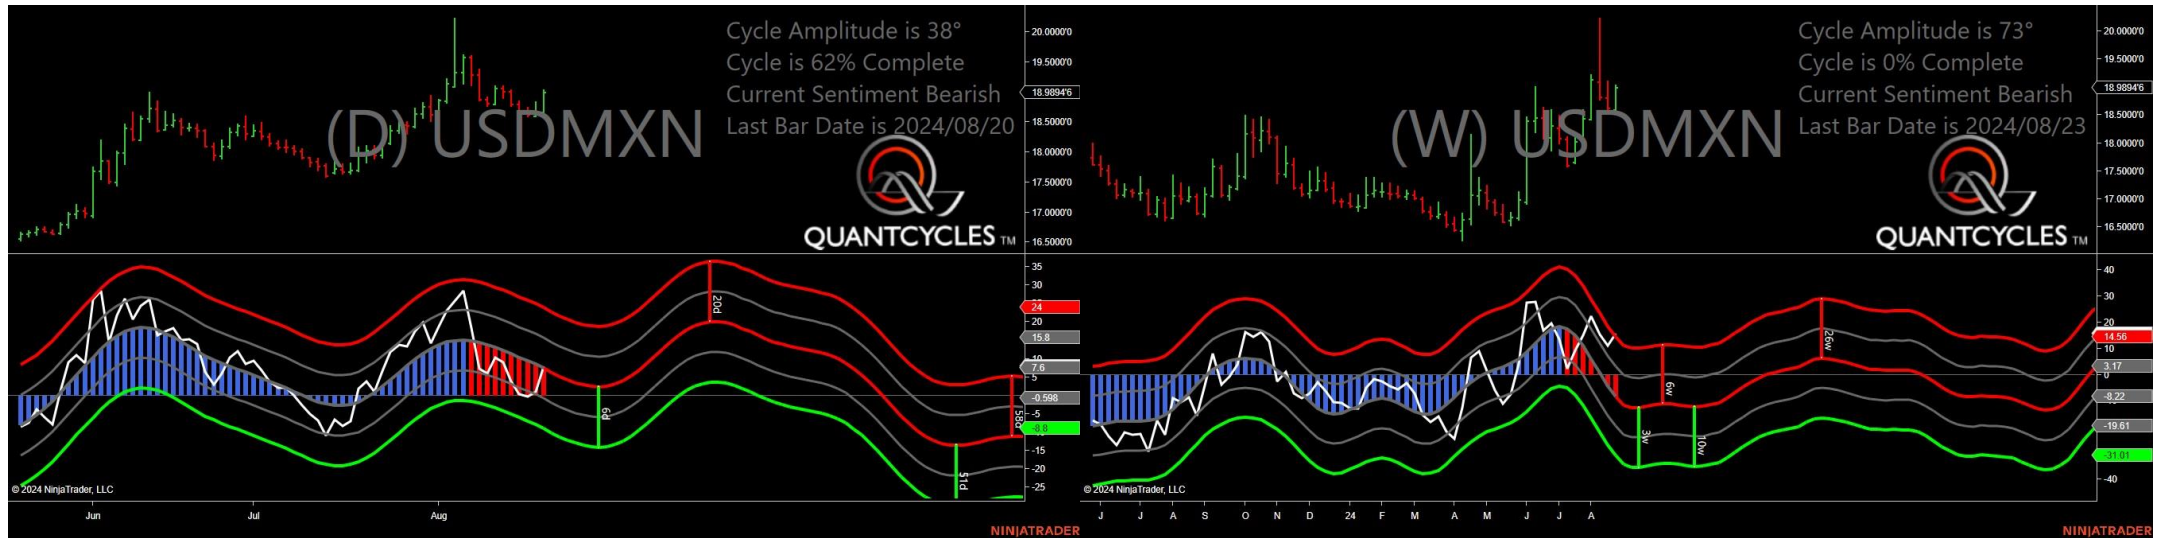 Cycle Amplitude is 38°
Cycle is 62% Complete
Current Sentiment Bearish
Last Bar Date is 2024/08/20
(D) USDMXN
QUANTCYCLES TM
20.0000'0
19.5000'0
18.9894'6
18.5000'0
18.0000'0
17.5000'0
17.0000'0
16.5000'0
35
30
24
20
15.8
10
7.6
5
-0.598
-5
-8.8
-15
-20
-25
20d
6d
58d
51d
© 2024 NinjaTrader, LLC
Jun Jul Aug
NINJATRADER
Cycle Amplitude is 73°
Cycle is 0% Complete
Current Sentiment Bearish
Last Bar Date is 2024/08/23
(W) USDMXN
QUANTCYCLES TM
20.0000'0
19.5000'0
18.9894'6
18.5000'0
18.0000'0
17.5000'0
17.0000'0
16.5000'0
40
30
20
14.56
10
3.17
0
-8.22
-19.61
-31.01
-40
6w
3w
10w
26w
© 2024 NinjaTrader, LLC
J J A S O N D 24 F M A M J J A
NINJATRADER